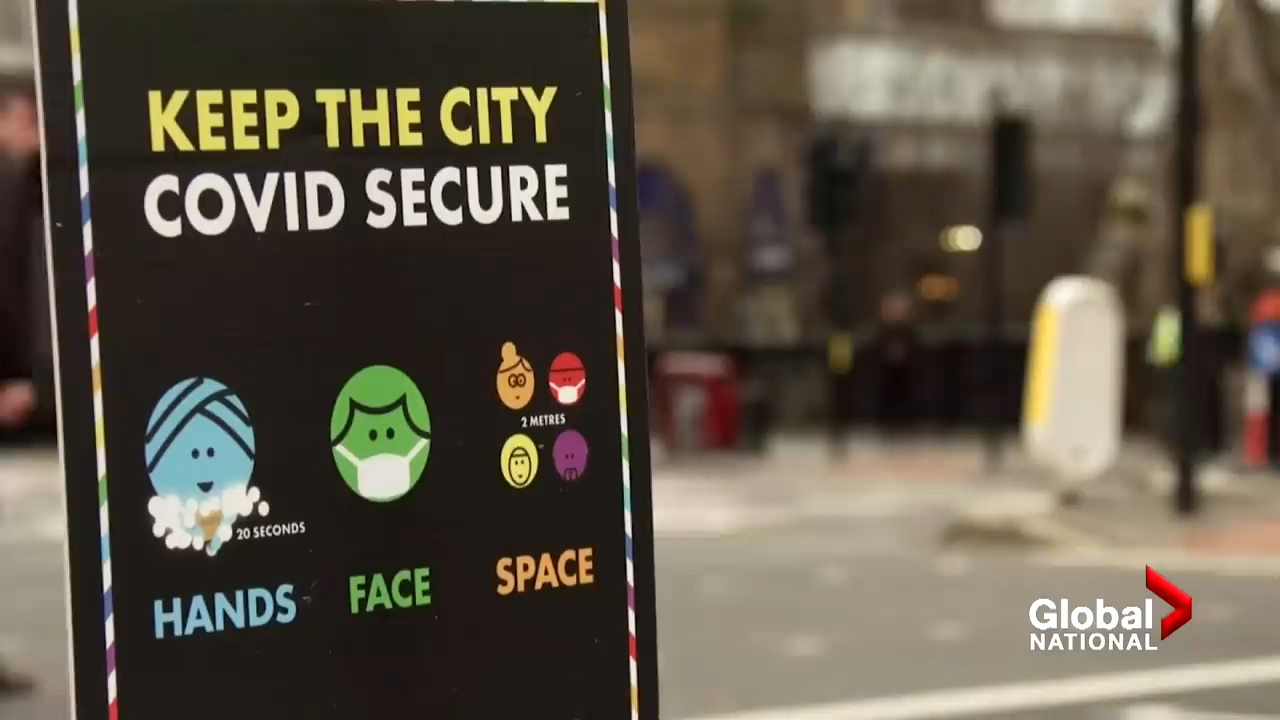 KEEP THE CITY
COVID SECURE
2 METRES
20 SECONDS
HANDS
FACE
SPACE
Global
NATIONAL